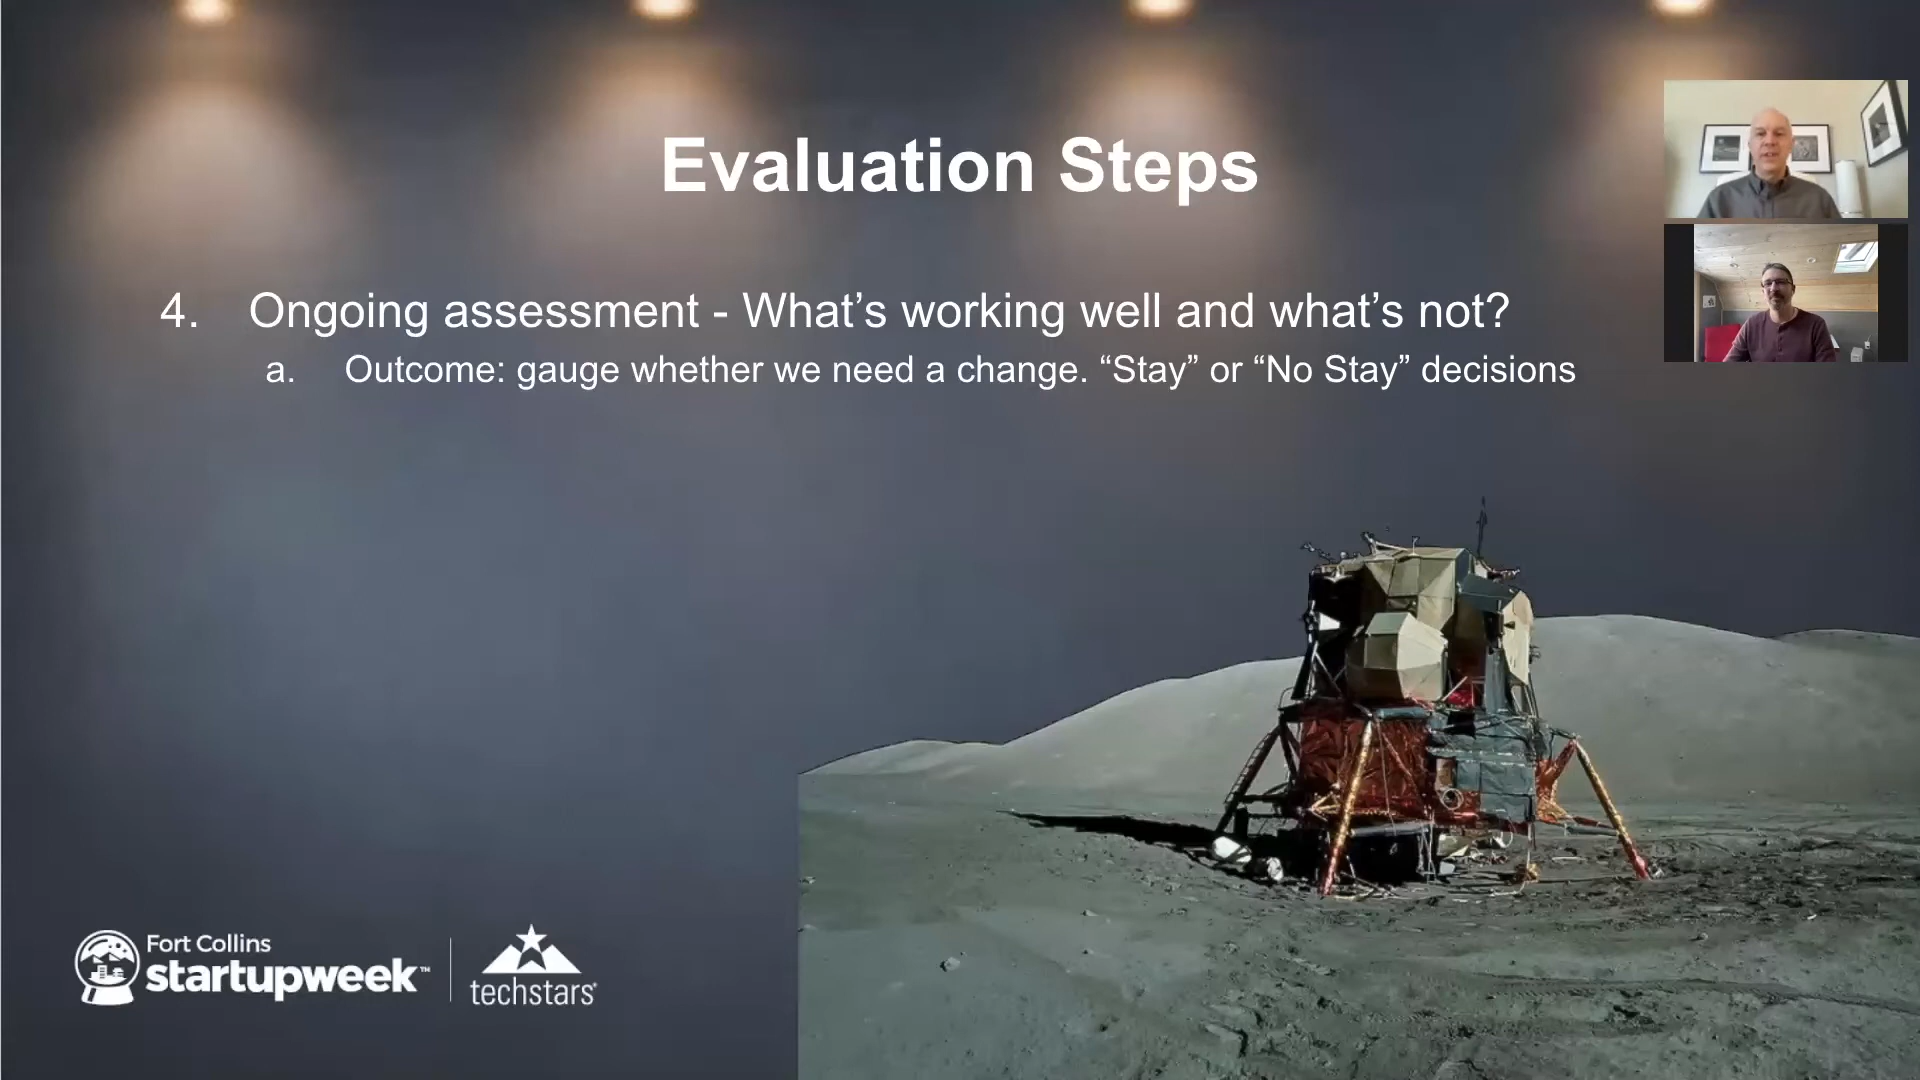 Evaluation Steps
4. Ongoing assessment - What’s working well and what’s not?
a. Outcome: gauge whether we need a change. “Stay” or “No Stay” decisions
Fort Collins
startupweek™
techstars